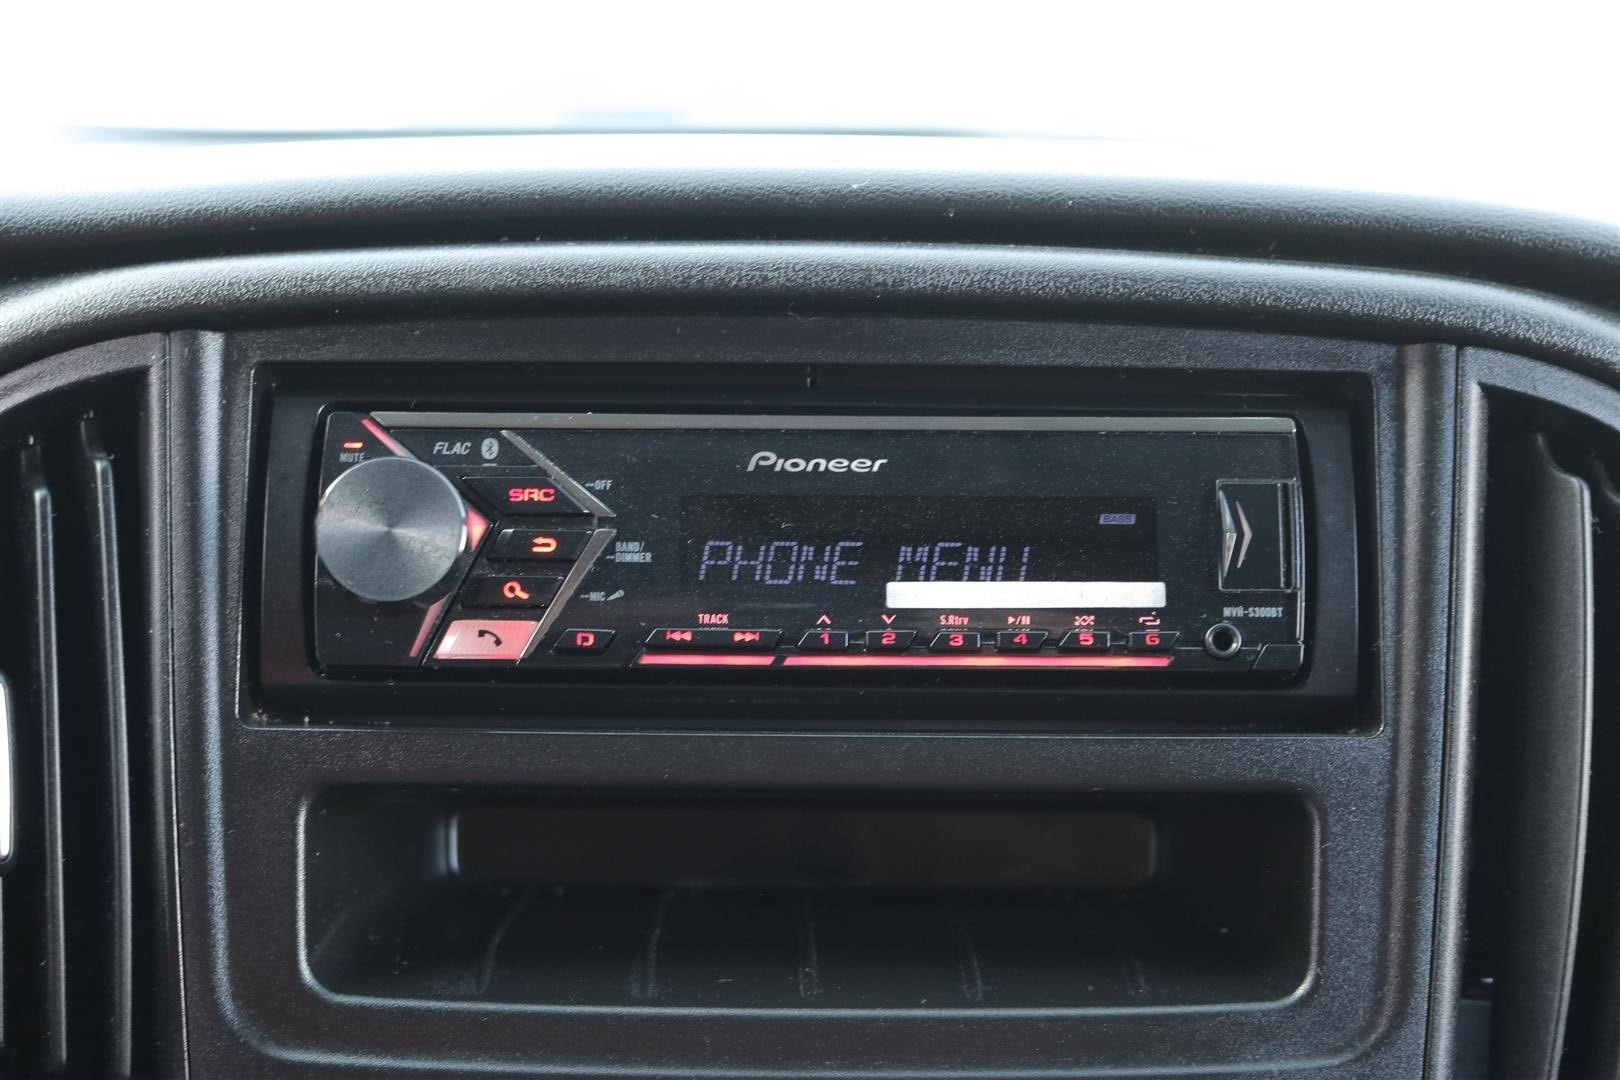 MUTE
FLAC
Pioneer
SRC
OFF
BASS
BAND/
DIMMER
PHONE MENU
MIC
MVH-S300BT
TRACK
S.Rtrv
D
1 2 3 4 5 6